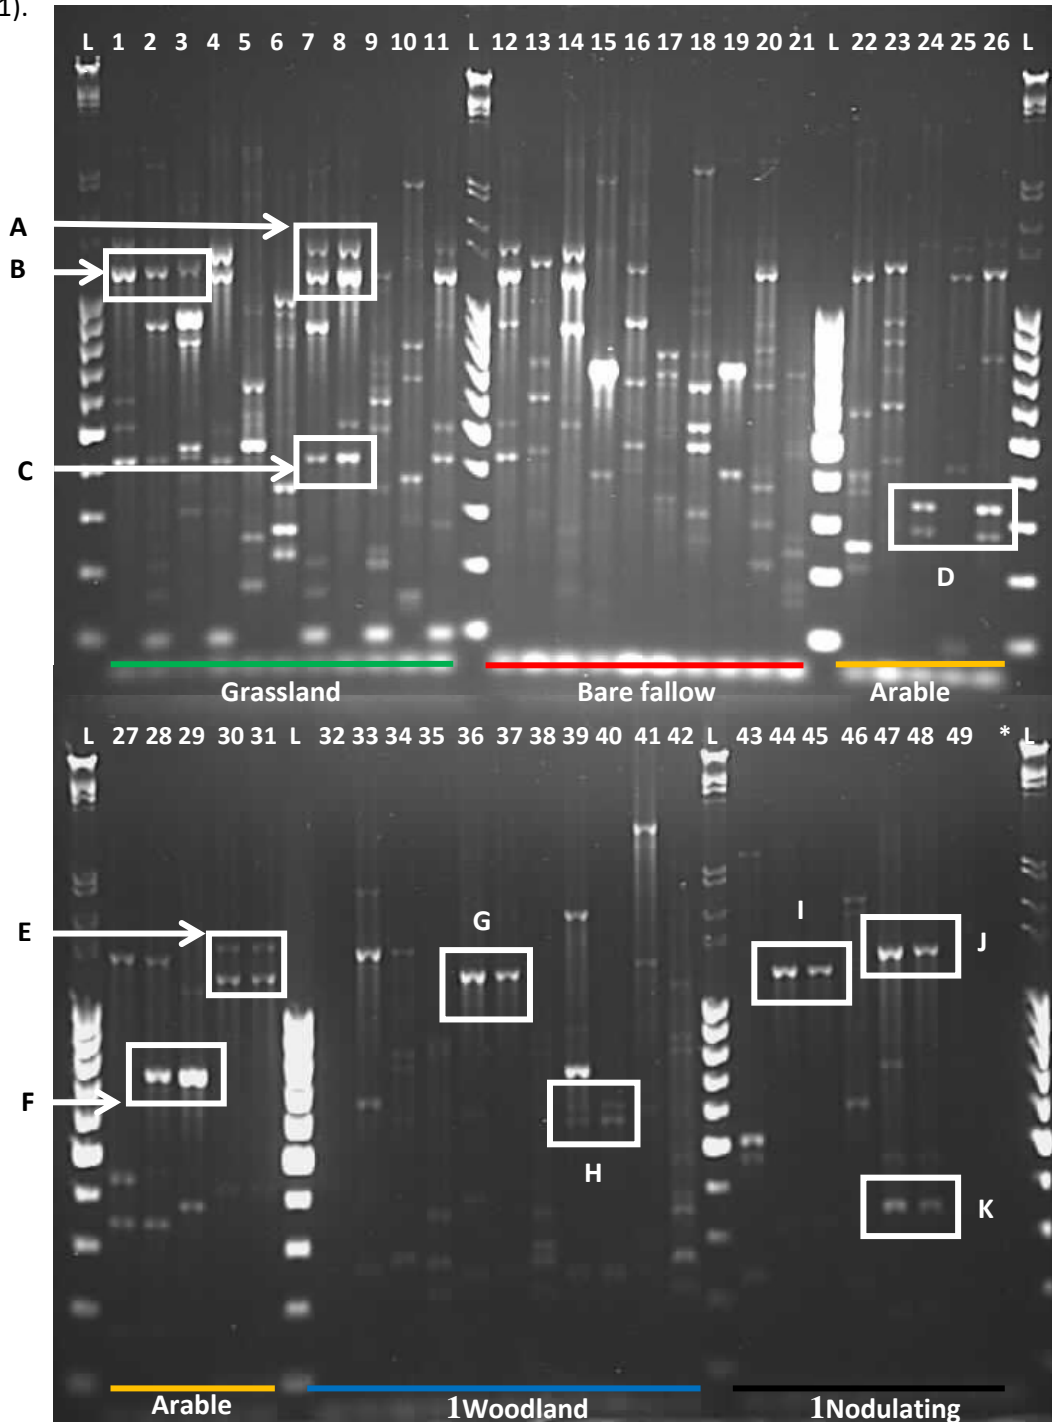 1).
L 1 2 3 4 5 6 7 8 9 10 11 L 12 13 14 15 16 17 18 19 20 21 L 22 23 24 25 26 L
A
B
C
D
Grassland Bare fallow Arable
L 27 28 29 30 31 L 32 33 34 35 36 37 38 39 40 41 42 L 43 44 45 46 47 48 49 * L
G I J
E
F
H
K
Arable 1Woodland 1Nodulating